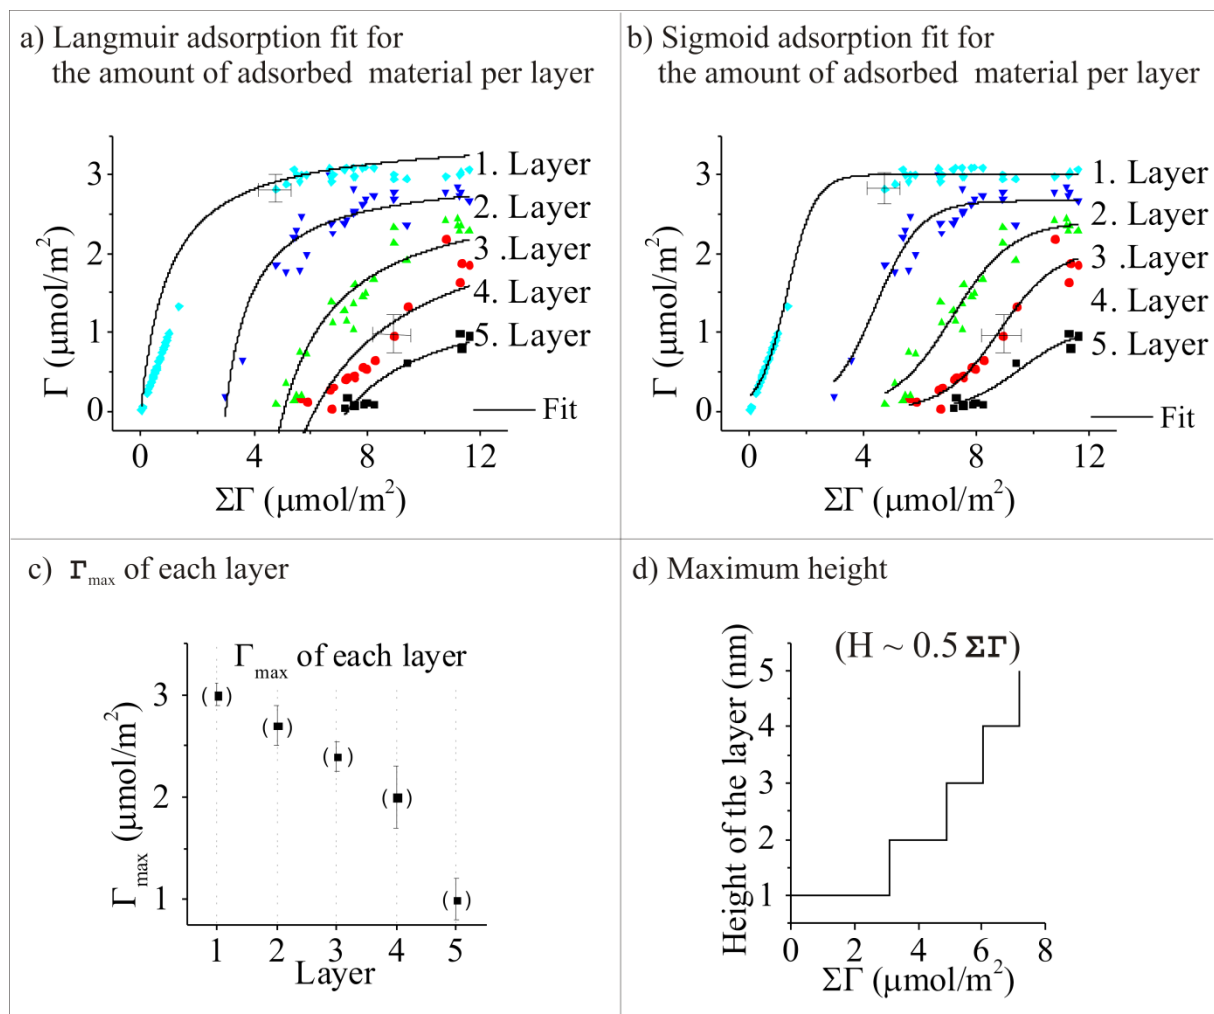 a) Langmuir adsorption fit for
the amount of adsorbed material per layer
3
2
1
0
Γ (μmol/m²)
0 4 8 12
ΣΓ (μmol/m²)
1. Layer
2. Layer
3 .Layer
4. Layer
5. Layer
Fit
b) Sigmoid adsorption fit for
the amount of adsorbed material per layer
3
2
1
0
Γ (μmol/m²)
0 4 8 12
ΣΓ (μmol/m²)
1. Layer
2. Layer
3 .Layer
4. Layer
5. Layer
Fit
c) Γmax of each layer
Γmax of each layer
3
2
1
Γmax (μmol/m²)
( ) ( ) ( ) ( ) ( )
1 2 3 4 5
Layer
d) Maximum height
(H ~ 0.5 ΣΓ)
5
4
3
2
1
Height of the layer (nm)
0 2 4 6 8
ΣΓ (μmol/m²)